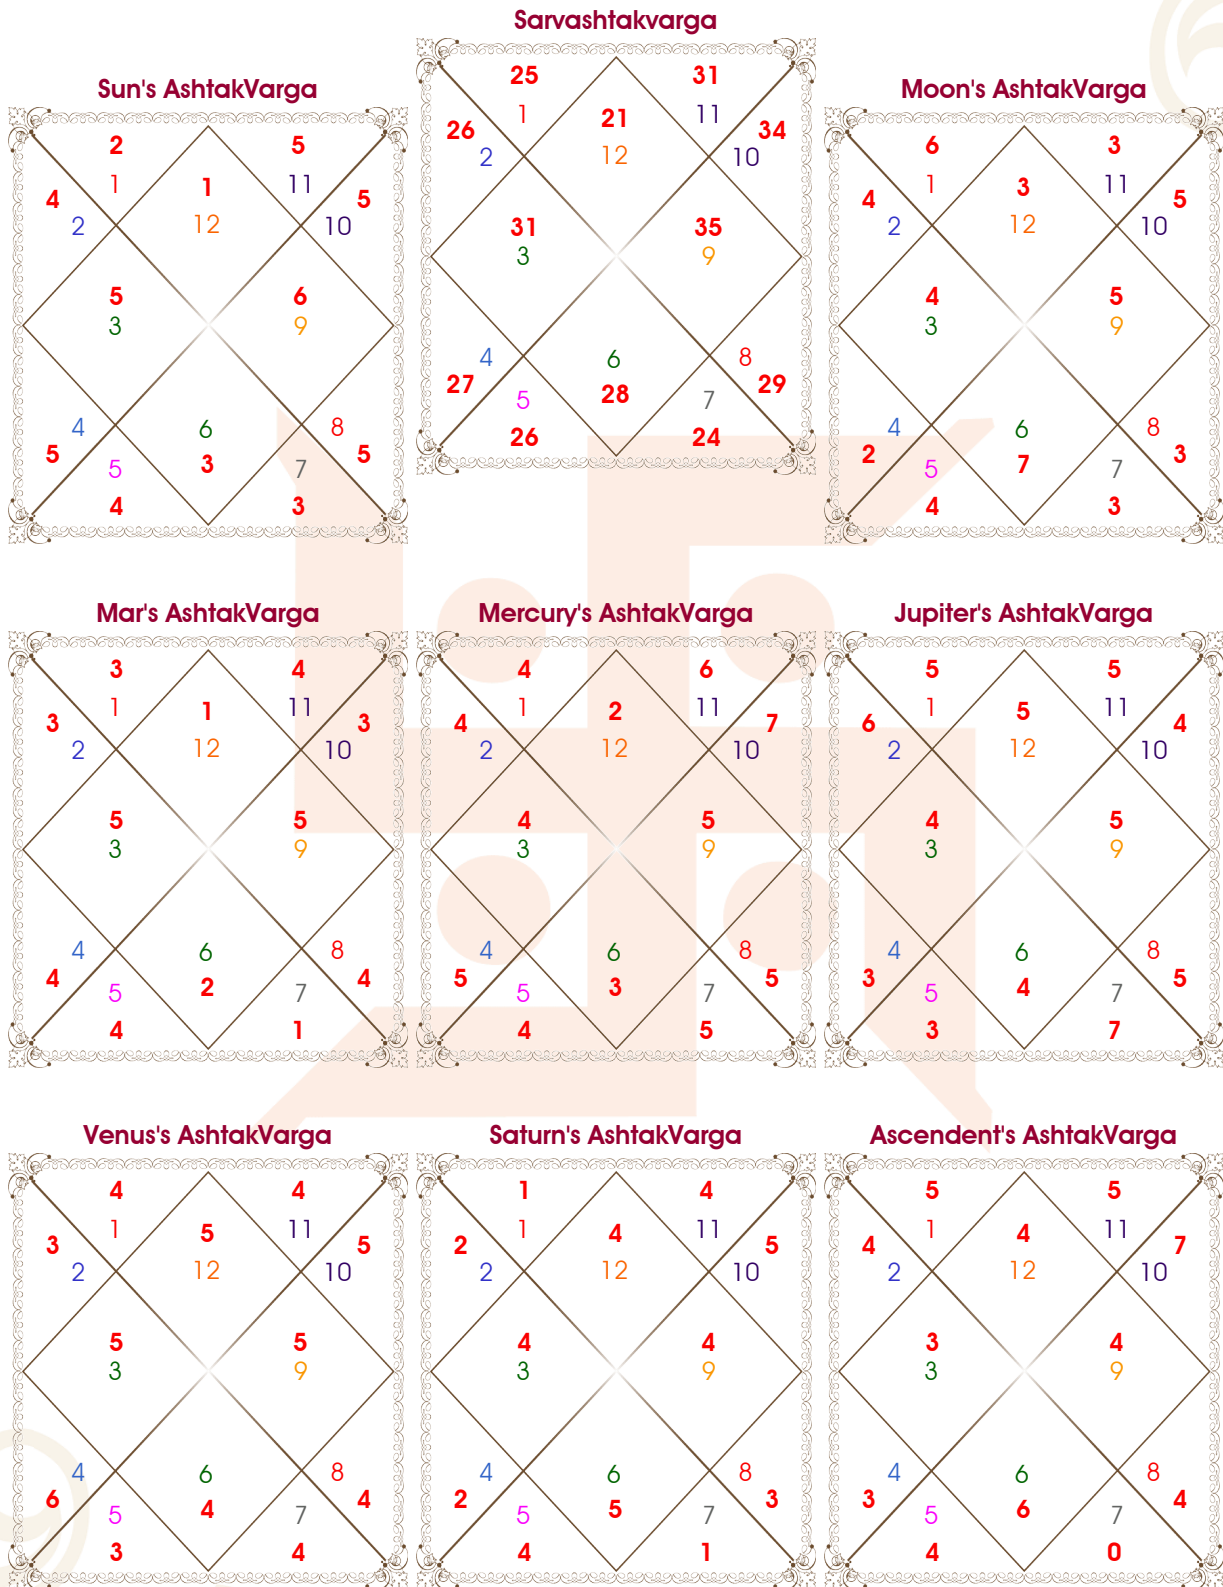 Sarvashtakvarga
25 31
1 21 11
26 34
2 12 10
31 35
3 9
4 6 8
27 28 29
5 7
26 24
Sun's AshtakVarga
2 5
1 1 11
4 5
2 12 10
5 6
3 9
4 6 8
5 3 5
5 7
4 3
Moon's AshtakVarga
6 3
1 3 11
4 5
2 12 10
4 5
3 9
4 6 8
2 7 3
5 7
4 3
Mar's AshtakVarga
3 4
1 1 11
3 3
2 12 10
5 5
3 9
4 6 8
4 2 4
5 7
4 1
Mercury's AshtakVarga
4 6
1 2 11
4 7
2 12 10
4 5
3 9
4 6 8
5 3 5
5 7
4 5
Jupiter's AshtakVarga
5 5
1 5 11
6 4
2 12 10
4 5
3 9
4 6 8
3 4 5
5 7
3 7
Venus's AshtakVarga
4 4
1 5 11
3 5
2 12 10
5 5
3 9
4 6 8
6 4 4
5 7
3 4
Saturn's AshtakVarga
1 4
1 4 11
2 5
2 12 10
4 4
3 9
4 6 8
2 5 3
5 7
4 1
Ascendent's AshtakVarga
5 5
1 4 11
4 7
2 12 10
3 4
3 9
4 6 8
3 6 4
5 7
4 0